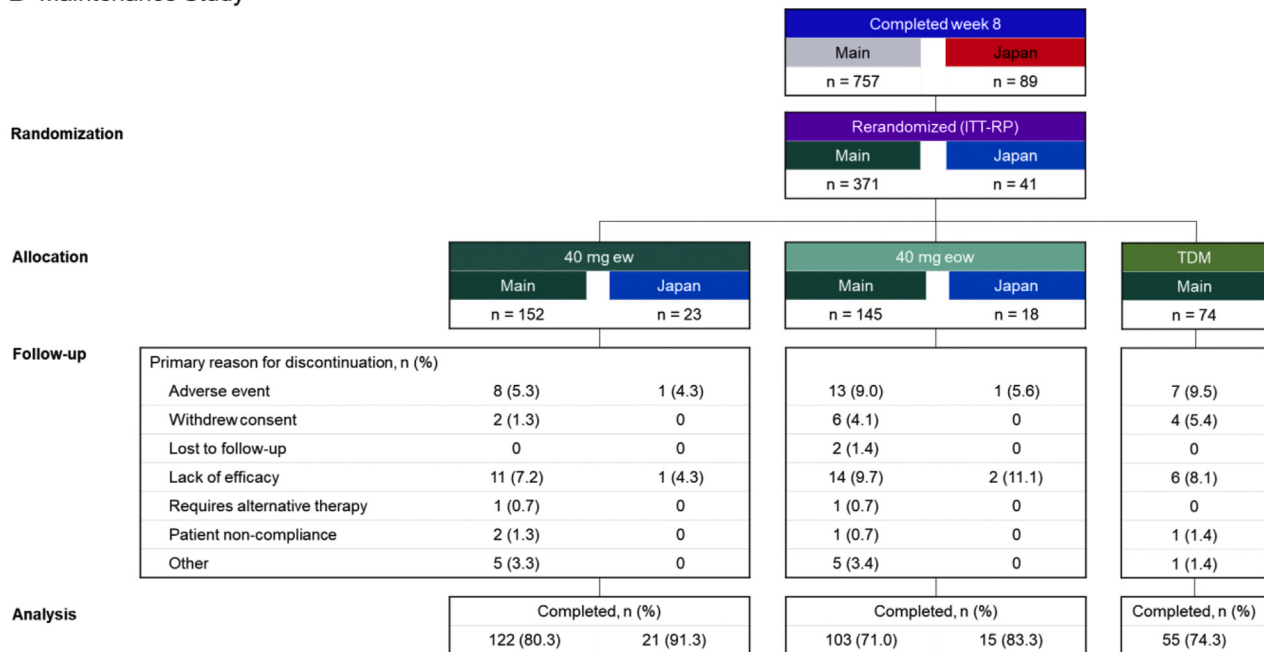 Maintenance Study
Completed week 8
Main Japan
n = 757 n = 89
Randomization
Rerandomized (ITT-RP)
Main Japan
n = 371 n = 41
Allocation
40 mg ew 40 mg eow TDM
Main Japan Main Japan Main
n = 152 n = 23 n = 145 n = 18 n = 74
Follow-up
Primary reason for discontinuation, n (%)
Adverse event 8 (5.3) 1 (4.3) 13 (9.0) 1 (5.6) 7 (9.5)
Withdrew consent 2 (1.3) 0 6 (4.1) 0 4 (5.4)
Lost to follow-up 0 0 2 (1.4) 0 0
Lack of efficacy 11 (7.2) 1 (4.3) 14 (9.7) 2 (11.1) 6 (8.1)
Requires alternative therapy 1 (0.7) 0 1 (0.7) 0 0
Patient non-compliance 2 (1.3) 0 1 (0.7) 0 1 (1.4)
Other 5 (3.3) 0 5 (3.4) 0 1 (1.4)
Analysis
Completed, n (%) Completed, n (%) Completed, n (%)
122 (80.3) 21 (91.3) 103 (71.0) 15 (83.3) 55 (74.3)